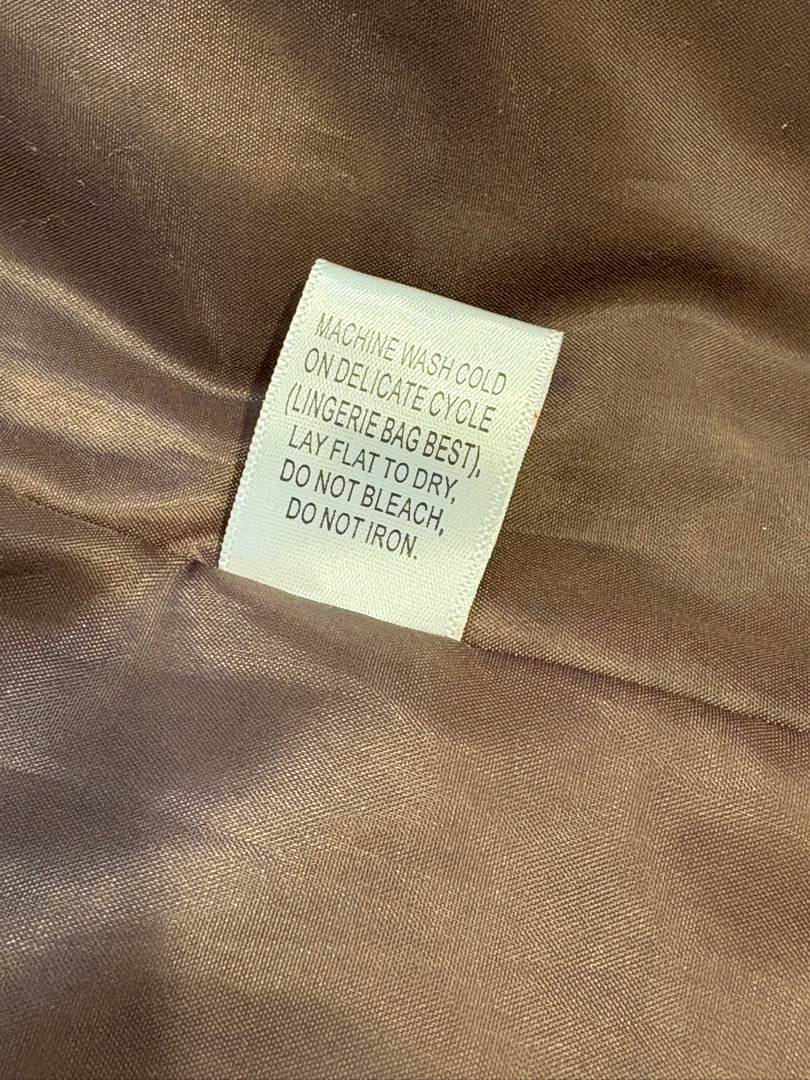 MACHINE WASH COLD
ON DELICATE CYCLE
(LINGERIE BAG BEST),
LAY FLAT TO DRY,
DO NOT BLEACH,
DO NOT IRON.